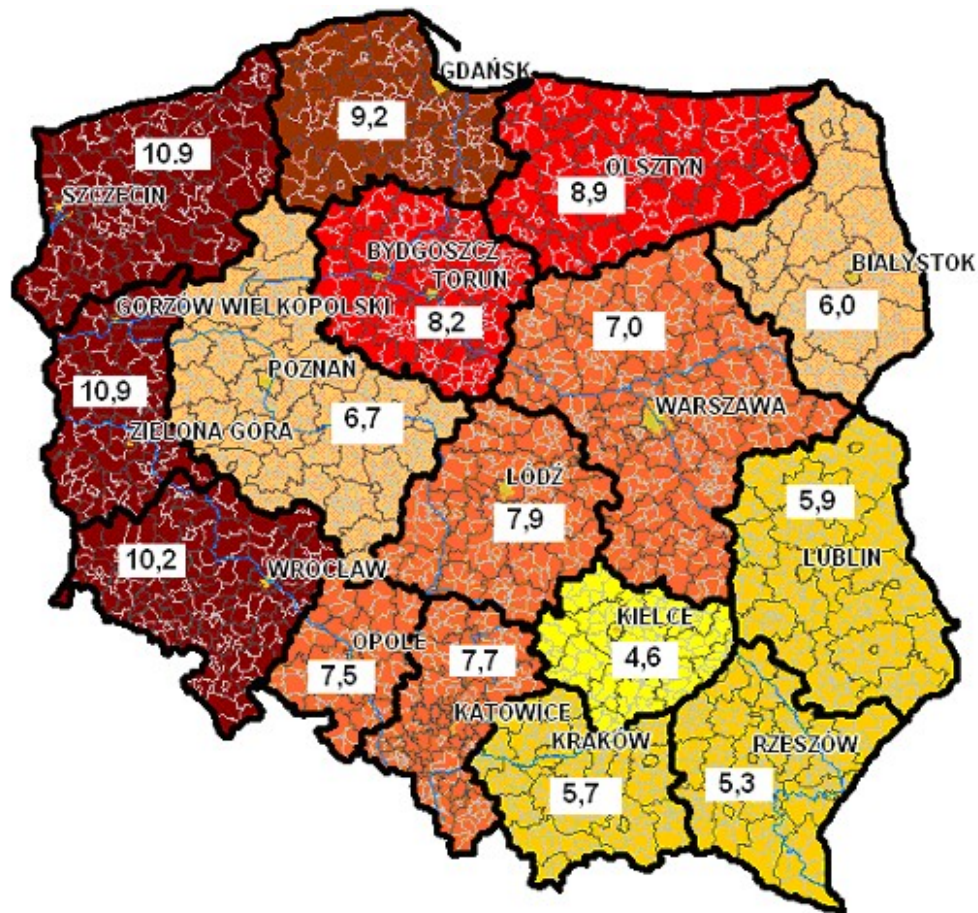 GDAŃSK
9,2
10.9
OLSZTYN
8,9
SZCZECIN
BYDGOSZCZ
TORUN
8,2
BIAŁYSTOK
6,0
GORZÓW WIELKOPOLSKI
7,0
POZNAŃ
10,9
6,7
WARSZAWA
ZIELONA GÓRA
ŁÓDŹ
7,9
5,9
LUBLIN
10,2
WROCŁAW
KIELCE
4,6
OPOLE
7,5
7,7
KATOWICE
KRAKÓW
5,7
RZESZÓW
5,3